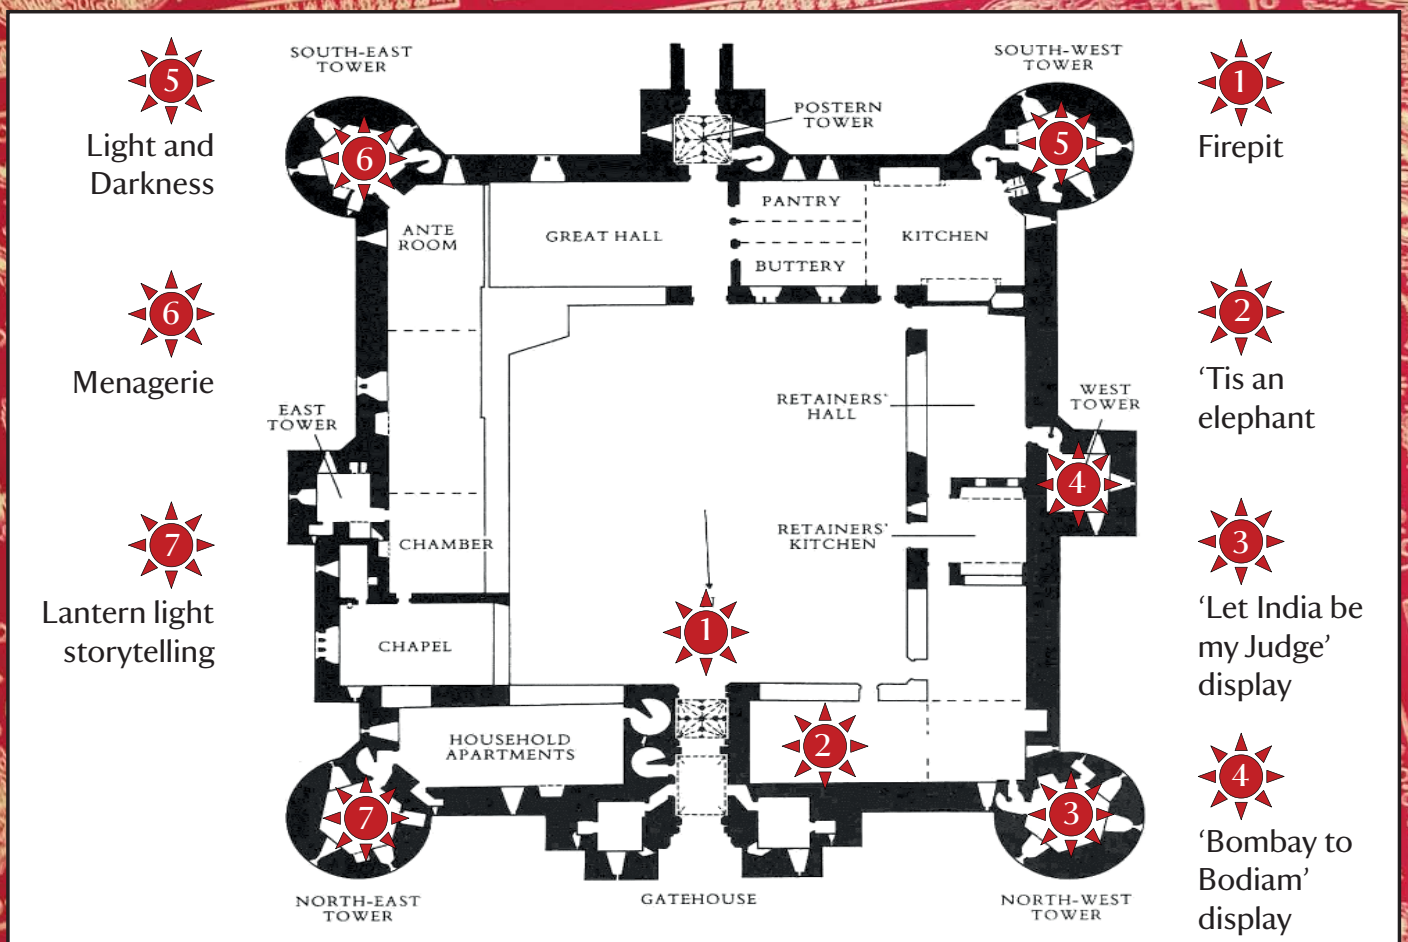 5
Light and
Darkness
6
Menagerie
7
Lantern light
storytelling
SOUTH-EAST
TOWER
SOUTH-WEST
TOWER
POSTERN
TOWER
6
5
ANTE
ROOM
GREAT HALL
PANTRY
BUTTERY
KITCHEN
EAST
TOWER
RETAINERS'
HALL
WEST
TOWER
4
RETAINERS'
KITCHEN
CHAMBER
1
CHAPEL
HOUSEHOLD
APARTMENTS
2
7
3
NORTH-EAST
TOWER
GATEHOUSE
NORTH-WEST
TOWER
1
Firepit
2
‘Tis an
elephant
3
‘Let India be
my Judge’
display
4
‘Bombay to
Bodiam’
display